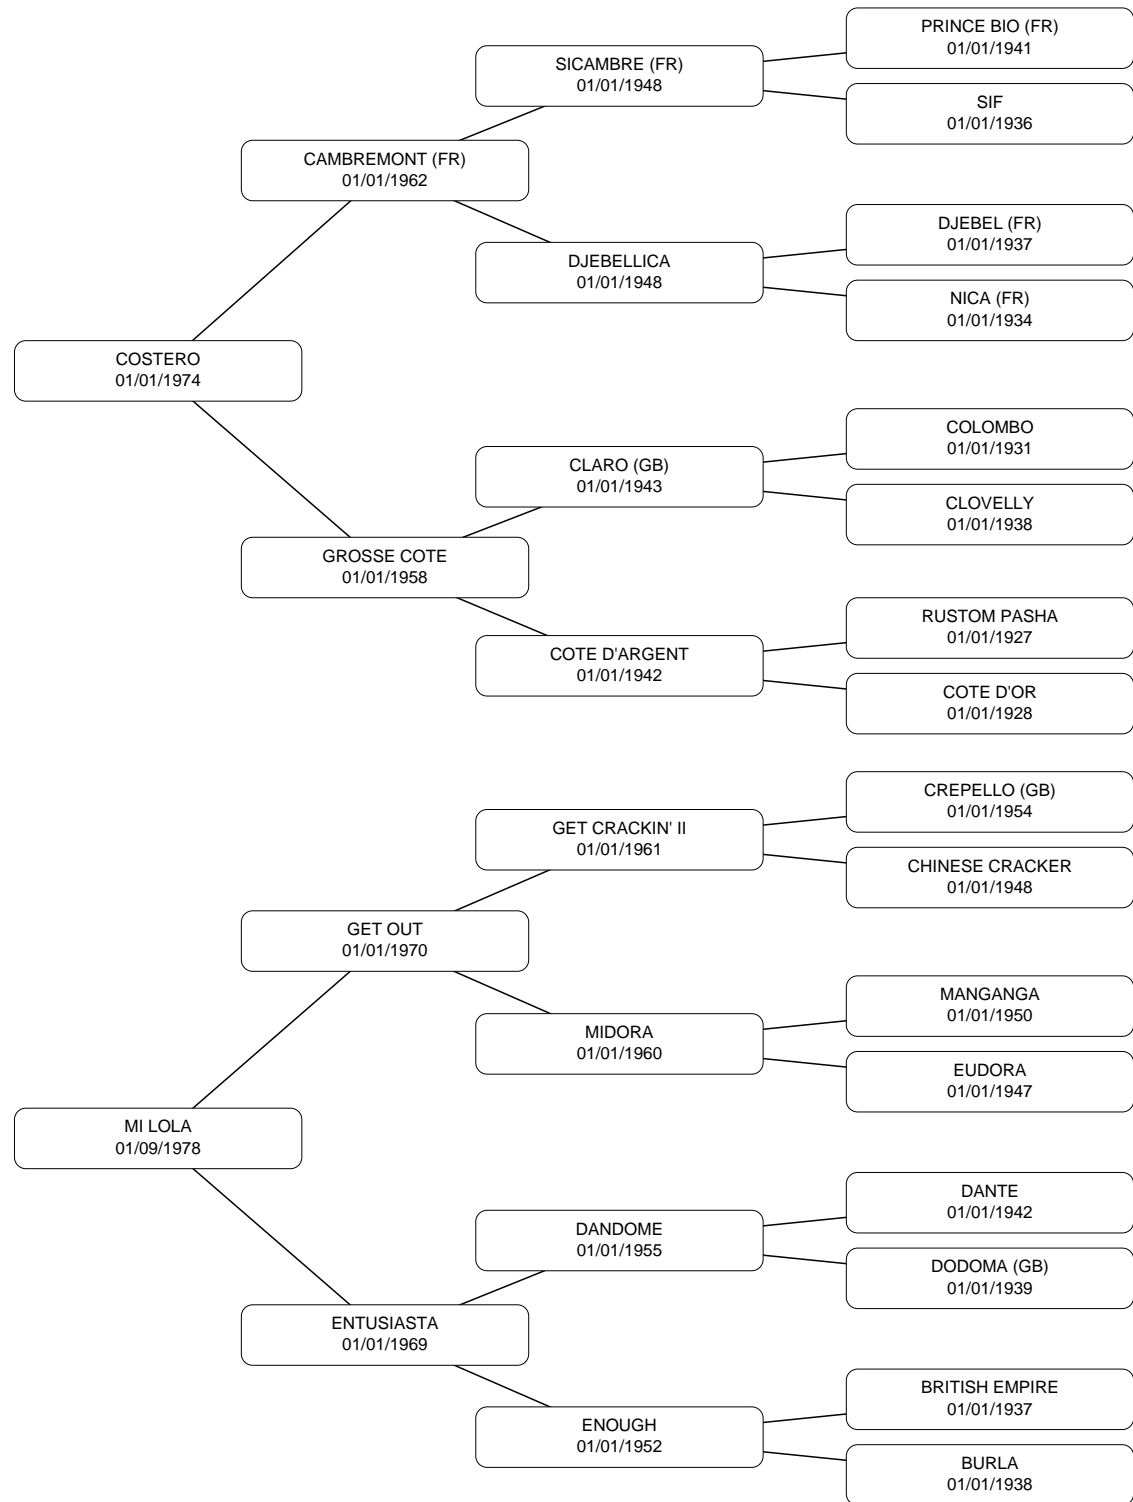 PRINCE BIO (FR)
01/01/1941
SICAMBRE (FR)
01/01/1948
SIF
01/01/1936
CAMBREMONT (FR)
01/01/1962
DJEBEL (FR)
01/01/1937
DJEBELLICA
01/01/1948
NICA (FR)
01/01/1934
COSTERO
01/01/1974
COLOMBO
01/01/1931
CLARO (GB)
01/01/1943
CLOVELLY
01/01/1938
GROSSE COTE
01/01/1958
RUSTOM PASHA
01/01/1927
COTE D'ARGENT
01/01/1942
COTE D'OR
01/01/1928
CREPELLO (GB)
01/01/1954
GET CRACKIN' II
01/01/1961
CHINESE CRACKER
01/01/1948
GET OUT
01/01/1970
MANGANGA
01/01/1950
MIDORA
01/01/1960
EUDORA
01/01/1947
MI LOLA
01/09/1978
DANTE
01/01/1942
DANDOME
01/01/1955
DODOMA (GB)
01/01/1939
ENTUSIASTA
01/01/1969
BRITISH EMPIRE
01/01/1937
ENOUGH
01/01/1952
BURLA
01/01/1938